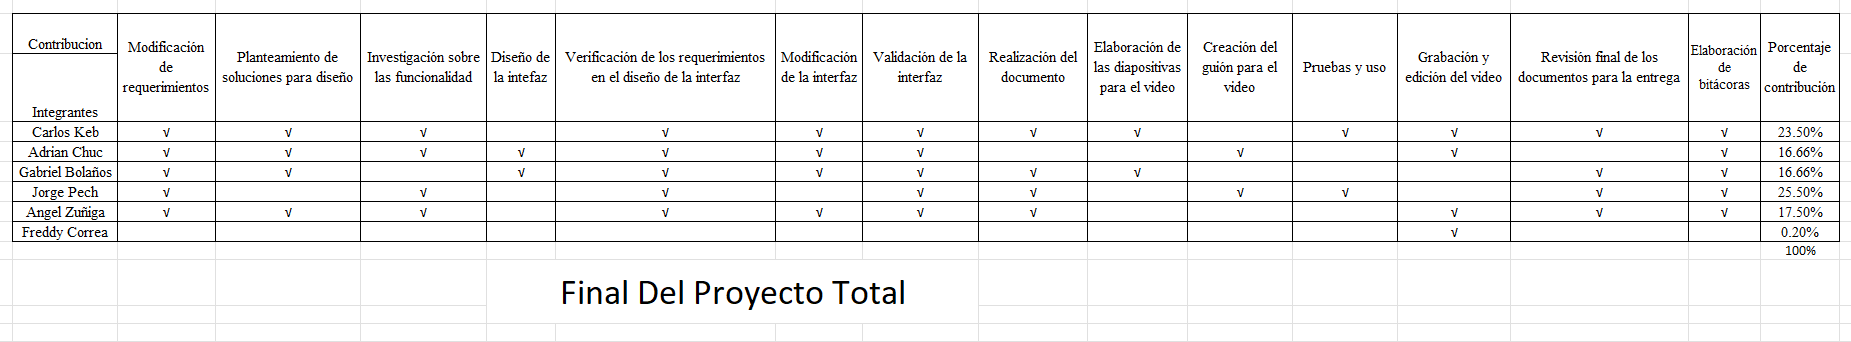 Contribucion
Integrantes
Modificación
de
requerimientos
Planteamiento de
soluciones para diseño
Investigación sobre
las funcionalidad
Diseño de
la intefaz
Verificación de los requerimientos
en el diseño de la interfaz
Modificación
de la interfaz
Validación de la
interfaz
Realización del
documento
Elaboración de
las diapositivas
para el video
Creación del
guión para el
video
Pruebas y uso
Grabación y
edición del video
Revisión final de los
documentos para la entrega
Elaboración
de
bitácoras
Porcentaje
de
contribución
Carlos Keb √ √ √ √ √ √ √ √ √ √ √ √ 23.50%
Adrian Chuc √ √ √ √ √ √ √ √ √ √ 16.66%
Gabriel Bolaños √ √ √ √ √ √ √ √ √ √ 16.66%
Jorge Pech √ √ √ √ √ √ √ √ √ 25.50%
Angel Zuñiga √ √ √ √ √ √ √ √ √ √ 17.50%
Freddy Correa √ 0.20%
100%
Final Del Proyecto Total